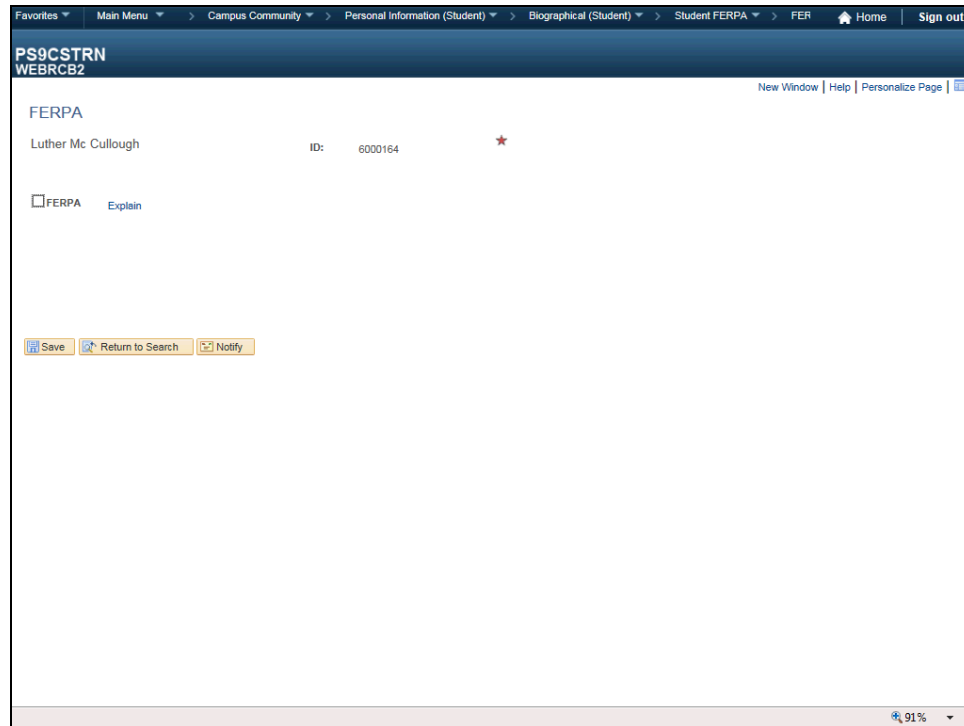 Favorites Main Menu > Campus Community > Personal Information (Student) > Biographical (Student) > Student FERPA > FER Home Sign out
PS9CSTRN
WEBRCB2
New Window | Help | Personalize Page |
FERPA
Luther Mc Cullough ID: 6000164
FERPA Explain
Save Return to Search Notify
91%